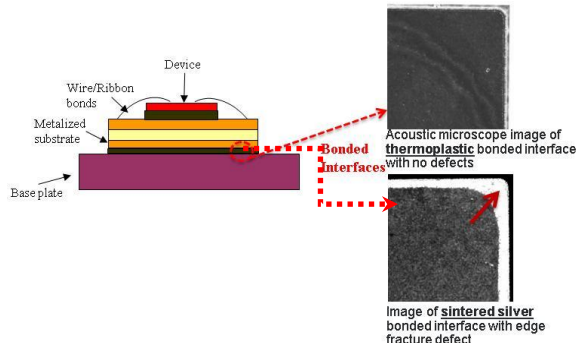 Device
Wire/Ribbon
bonds
Metalized
substrate
Base plate
Bonded
Interfaces
Acoustic microscope image of
thermoplastic bonded interface
with no defects
Image of sintered silver
bonded interface with edge
fracture defect